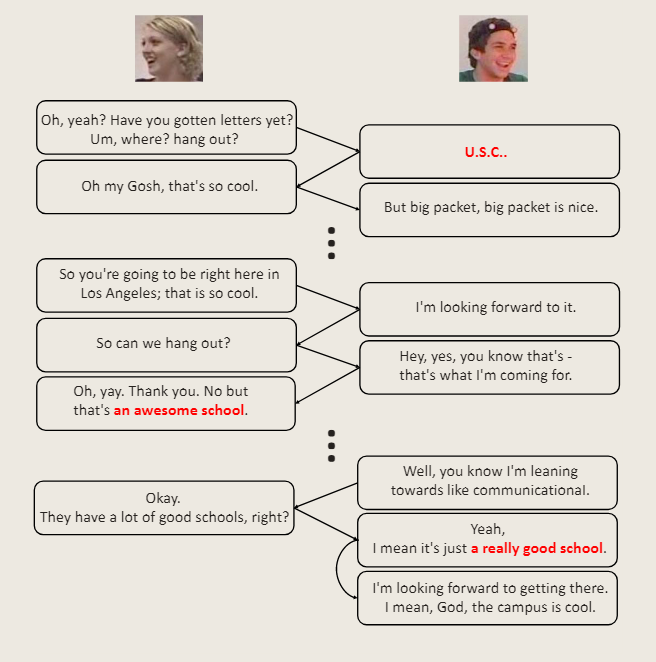 Oh, yeah? Have you gotten letters yet?
Um, where? hang out?
U.S.C..
Oh my Gosh, that's so cool.
But big packet, big packet is nice.
So you're going to be right here in
Los Angeles; that is so cool.
I'm looking forward to it.
So can we hang out?
Hey, yes, you know that's -
that's what I'm coming for.
Oh, yay. Thank you. No but
that's an awesome school.
Well, you know I'm leaning
towards like communicational.
Okay.
They have a lot of good schools, right?
Yeah,
I mean it's just a really good school.
I'm looking forward to getting there.
I mean, God, the campus is cool.